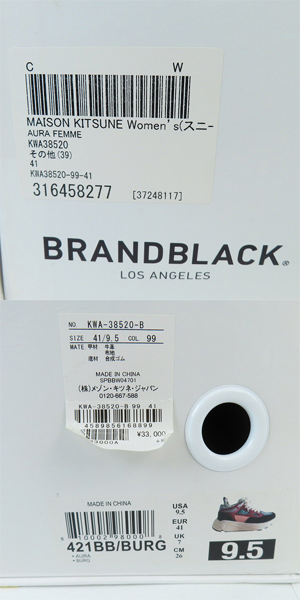 C W
MAISON KITSUNE Women's(スニー
AURA FEMME
KWA38520
その他(39)
41
KWA38520-99-41
316458277 [37248117]
BRANDBLACK®
LOS ANGELES
NO. KWA-38520-B
SIZE 41/9.5 COL 99
MATE 甲材 牛革
布地
底材 合成ゴム
MADE IN CHINA
SPBBW04701
(株)メゾン・キツネ・ジャパン
0120-667-588
KWA-38520-B 99 41
4589856168899
¥33,000
MADE IN CHINA
421BB/BURG
• AURA
• BURG
USA
9.5
EUR
41
UK
7
CM
26
9.5